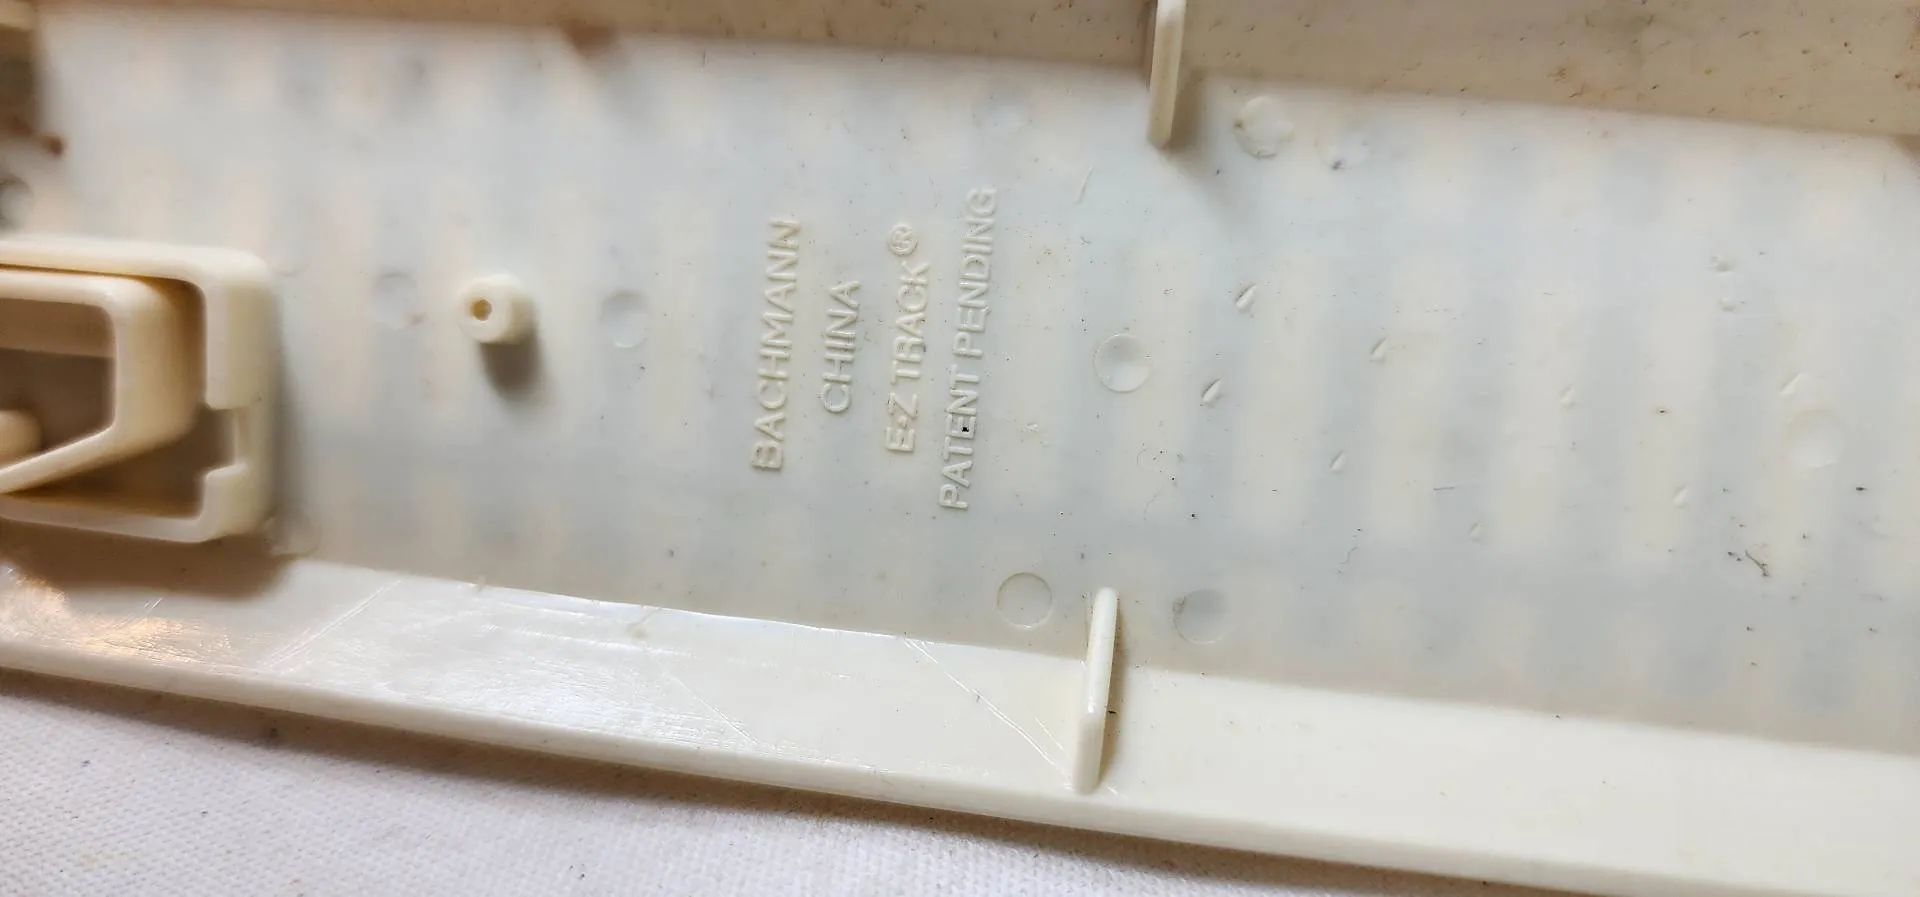 BACHMANN
CHINA
E-Z TRACK®
PATENT PENDING